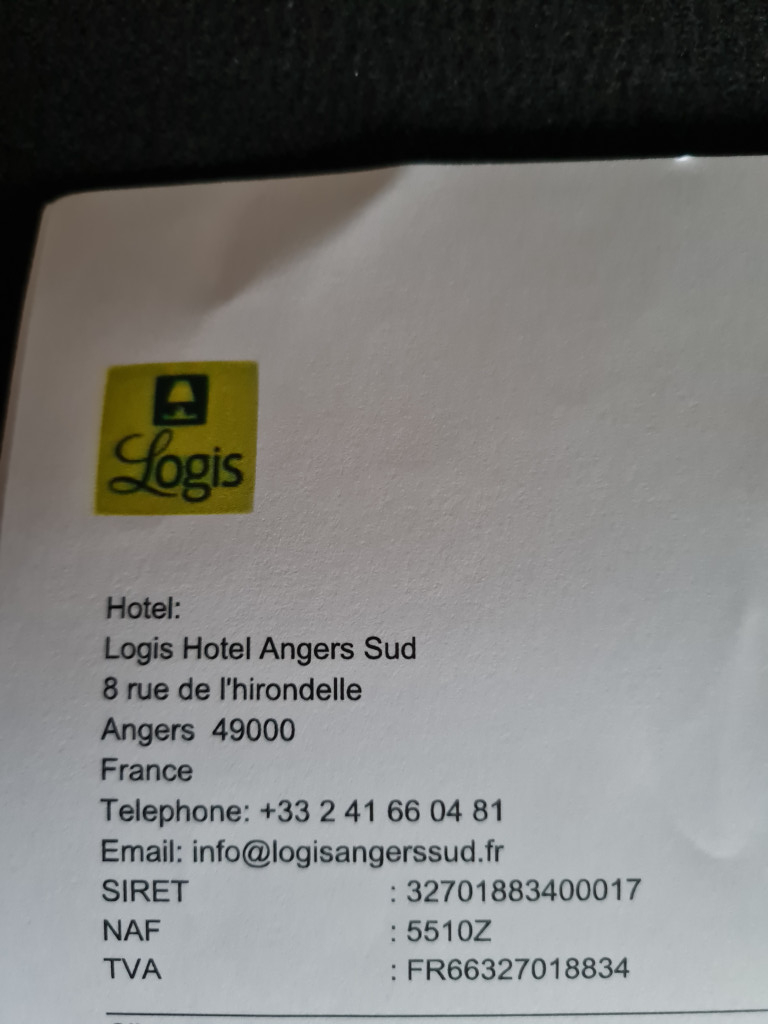 Logis
Hotel:
Logis Hotel Angers Sud
8 rue de l'hirondelle
Angers 49000
France
Telephone: +33 2 41 66 04 81
Email: info@logisangerssud.fr
SIRET : 32701883400017
NAF : 5510Z
TVA : FR66327018834